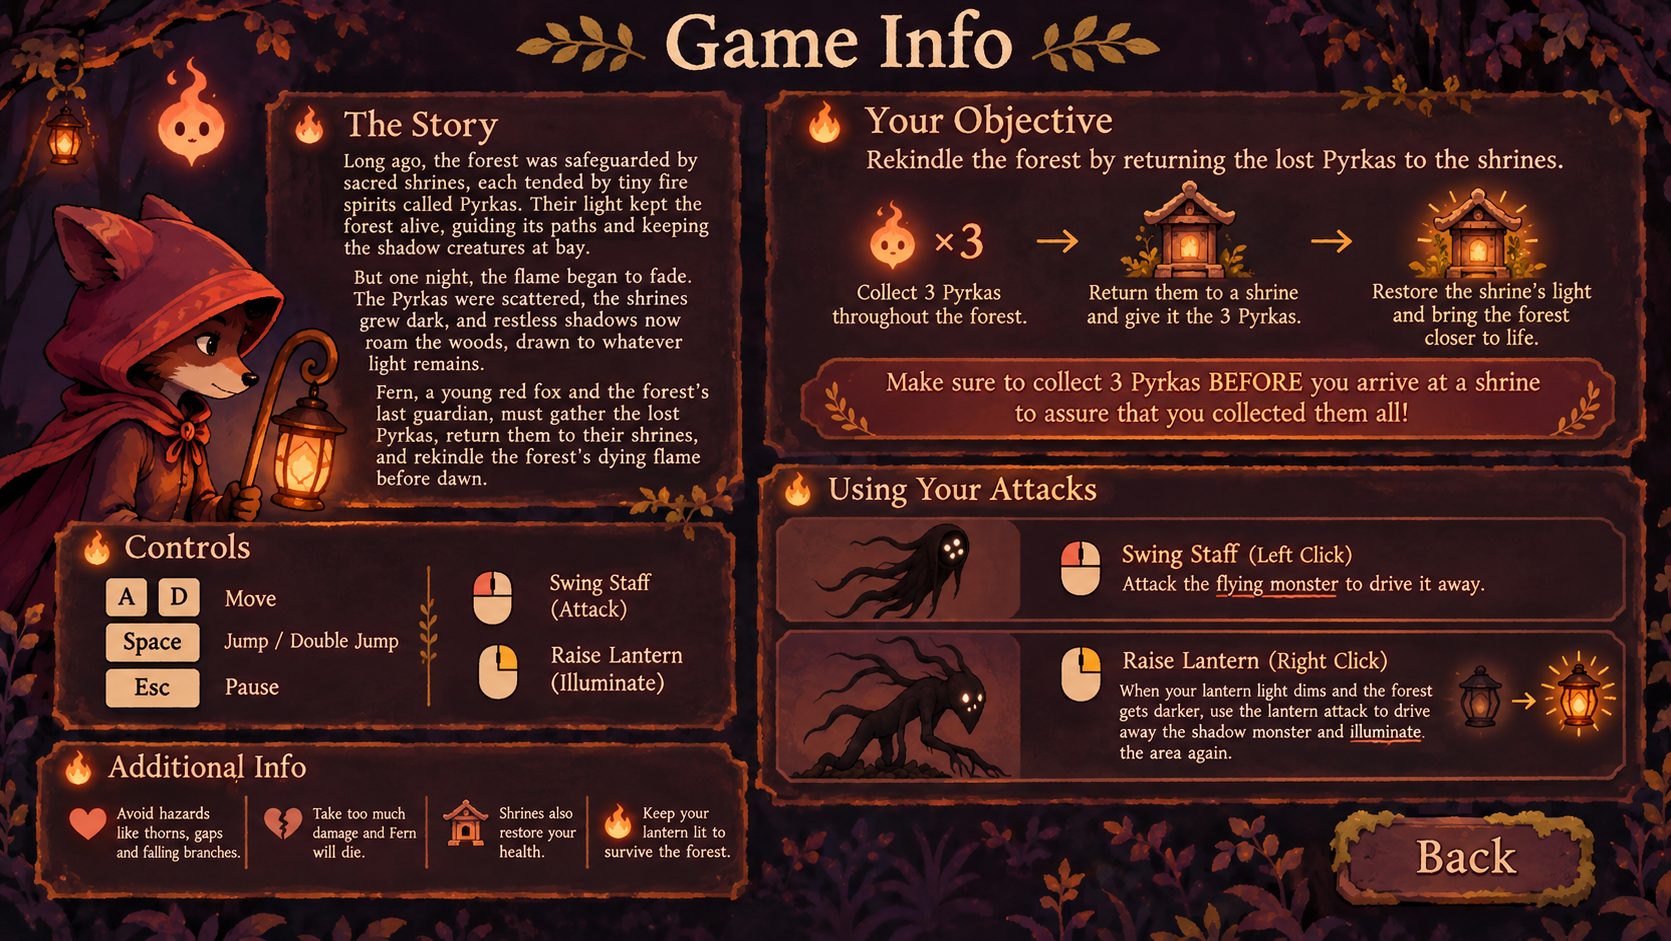 Game Info
The Story
Long ago, the forest was safeguarded by
sacred shrines, each tended by tiny fire
spirits called Pyrkas. Their light kept the
forest alive, guiding its paths and keeping
the shadow creatures at bay.
But one night, the flame began to fade.
The Pyrkas were scattered, the shrines
grew dark, and restless shadows now
roam the woods, drawn to whatever
light remains.
Fern, a young red fox and the forest's
last guardian, must gather the lost
Pyrkas, return them to their shrines,
and rekindle the forest's dying flame
before dawn.
Your Objective
Rekindle the forest by returning the lost Pyrkas to the shrines.
×3
Collect 3 Pyrkas
throughout the forest.
Return them to a shrine
and give it the 3 Pyrkas.
Restore the shrine's light
and bring the forest
closer to life.
Make sure to collect 3 Pyrkas BEFORE you arrive at a shrine
to assure that you collected them all!
Controls
A D Move
Space Jump / Double Jump
Esc Pause
Swing Staff
(Attack)
Raise Lantern
(Illuminate)
Using Your Attacks
Swing Staff (Left Click)
Attack the flying monster to drive it away.
Raise Lantern (Right Click)
When your lantern light dims and the forest
gets darker, use the lantern attack to drive
away the shadow monster and illuminate.
the area again.
Additional Info
Avoid hazards
like thorns, gaps
and falling branches.
Take too much
damage and Fern
will die.
Shrines also
restore your
health.
Keep your
lantern lit to
survive the forest.
Back